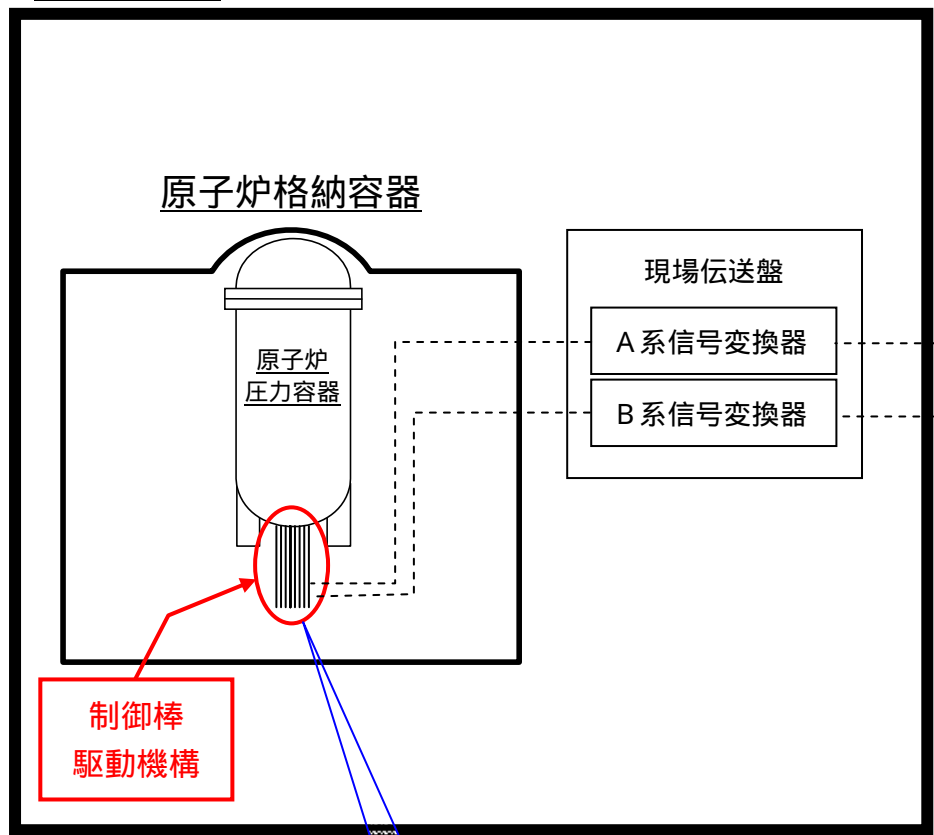 原子炉格納容器
現場伝送盤
A系信号変換器
B系信号変換器
原子炉
圧力容器
制御棒
駆動機構